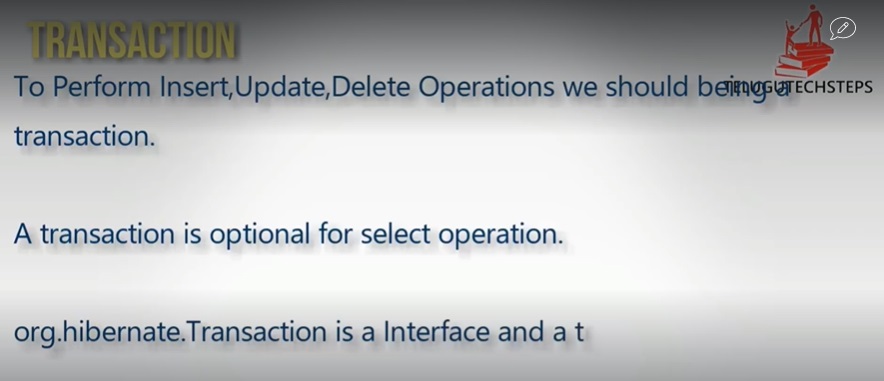 TRANSACTION
To Perform Insert,Update,Delete Operations we should being a
transaction.
A transaction is optional for select operation.
org.hibernate.Transaction is a Interface and a t
TELUGUTECHSTEPS